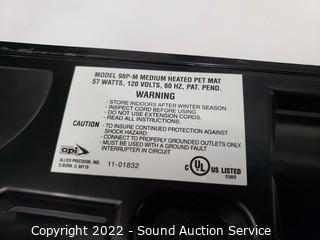 MODEL 90P-M MEDIUM HEATED PET MAT
57 WATTS, 120 VOLTS, 60 HZ, PAT. PEND.
WARNING
- STORE INDOORS AFTER WINTER SEASON.
- INSPECT CORD BEFORE USING.
- DO NOT USE EXTENSION CORDS.
- READ ALL INSTRUCTIONS.
CAUTION - TO INSURE CONTINUED PROTECTION AGAINST
SHOCK HAZARD:
- CONNECT TO PROPERLY GROUNDED OUTLETS ONLY.
- MUST BE USED WITH A GROUND FAULT
INTERRUPTER IN CIRCUIT
api
ALLIED PRECISION, INC.
ELBURN, IL 60119
11-01832
C UL US LISTED
Copyright 2022 - Sound Auction Service